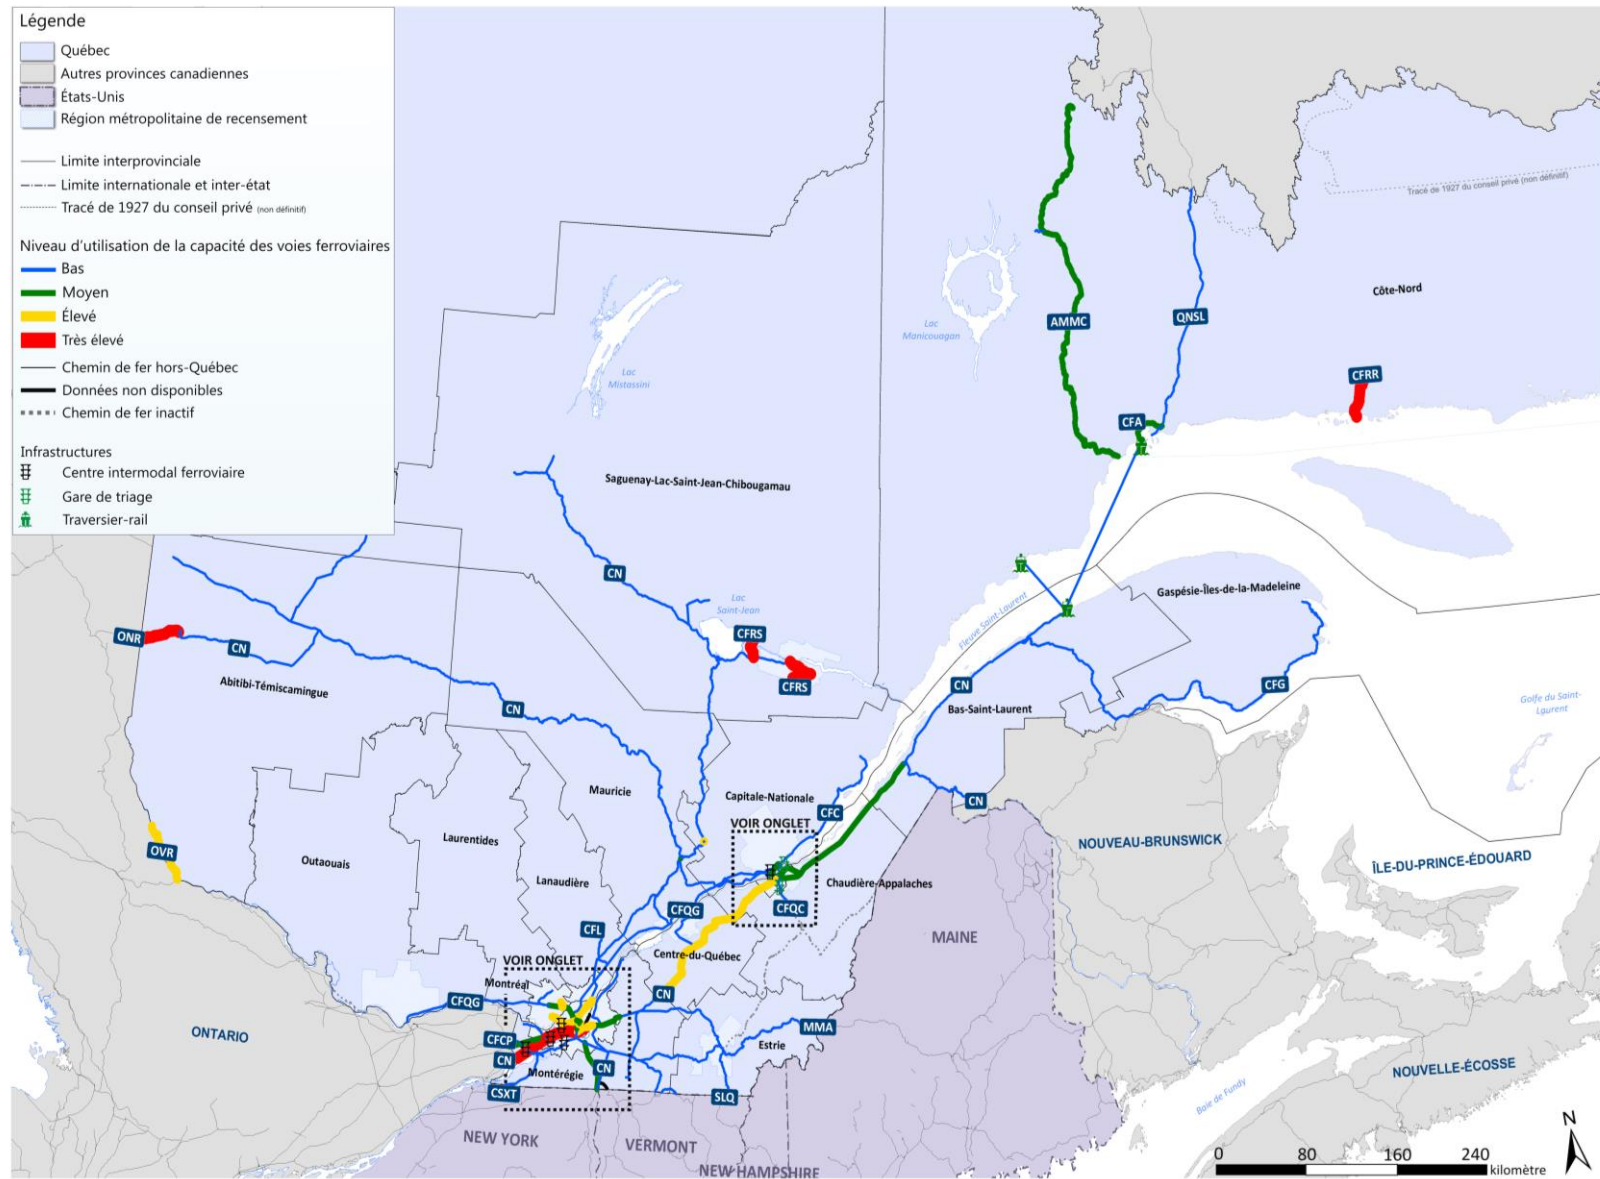 Légende
Québec
Autres provinces canadiennes
États-Unis
Région métropolitaine de recensement
Limite interprovinciale
Limite internationale et inter-état
Tracé de 1927 du conseil privé (non définitif)
Niveau d'utilisation de la capacité des voies ferroviaires
Bas
Moyen
Élevé
Très élevé
Chemin de fer hors-Québec
Données non disponibles
Chemin de fer inactif
Infrastructures
Centre intermodal ferroviaire
Gare de triage
Traversier-rail
Tracé de 1927 du conseil privé (non définitif)
Côte-Nord
AMMC
QNSL
Lac
Manicouagan
Lac
Mistassini
CFRR
CFA
Saguenay-Lac-Saint-Jean-Chibougamau
CN
Lac
Saint-Jean
Gaspésie-Îles-de-la-Madeleine
Fleuve Saint-Laurent
ONR
CN
CFRS
CFRS
Abitibi-Témiscamingue
CN
CN
CFG
Bas-Saint-Laurent
Golfe du Saint-
Lgurent
Mauricie
Capitale-Nationale
CN
CFC
VOIR ONGLET
Laurentides
NOUVEAU-BRUNSWICK
OVR
Outaouais
ÎLE-DU-PRINCE-ÉDOUARD
Lanaudière
Chaudière-Appalaches
CFQG
CFQC
CFL
MAINE
Centre-du-Québec
VOIR ONGLET
Montréal
CN
CFQG
MMA
ONTARIO
CFCP
Estrie
CN
CN
Montérégie
NOUVELLE-ÉCOSSE
CSXT
SLQ
Baie de Fundy
NEW YORK
VERMONT
NEW HAMPSHIRE
N
0 80 160 240
kilomètre